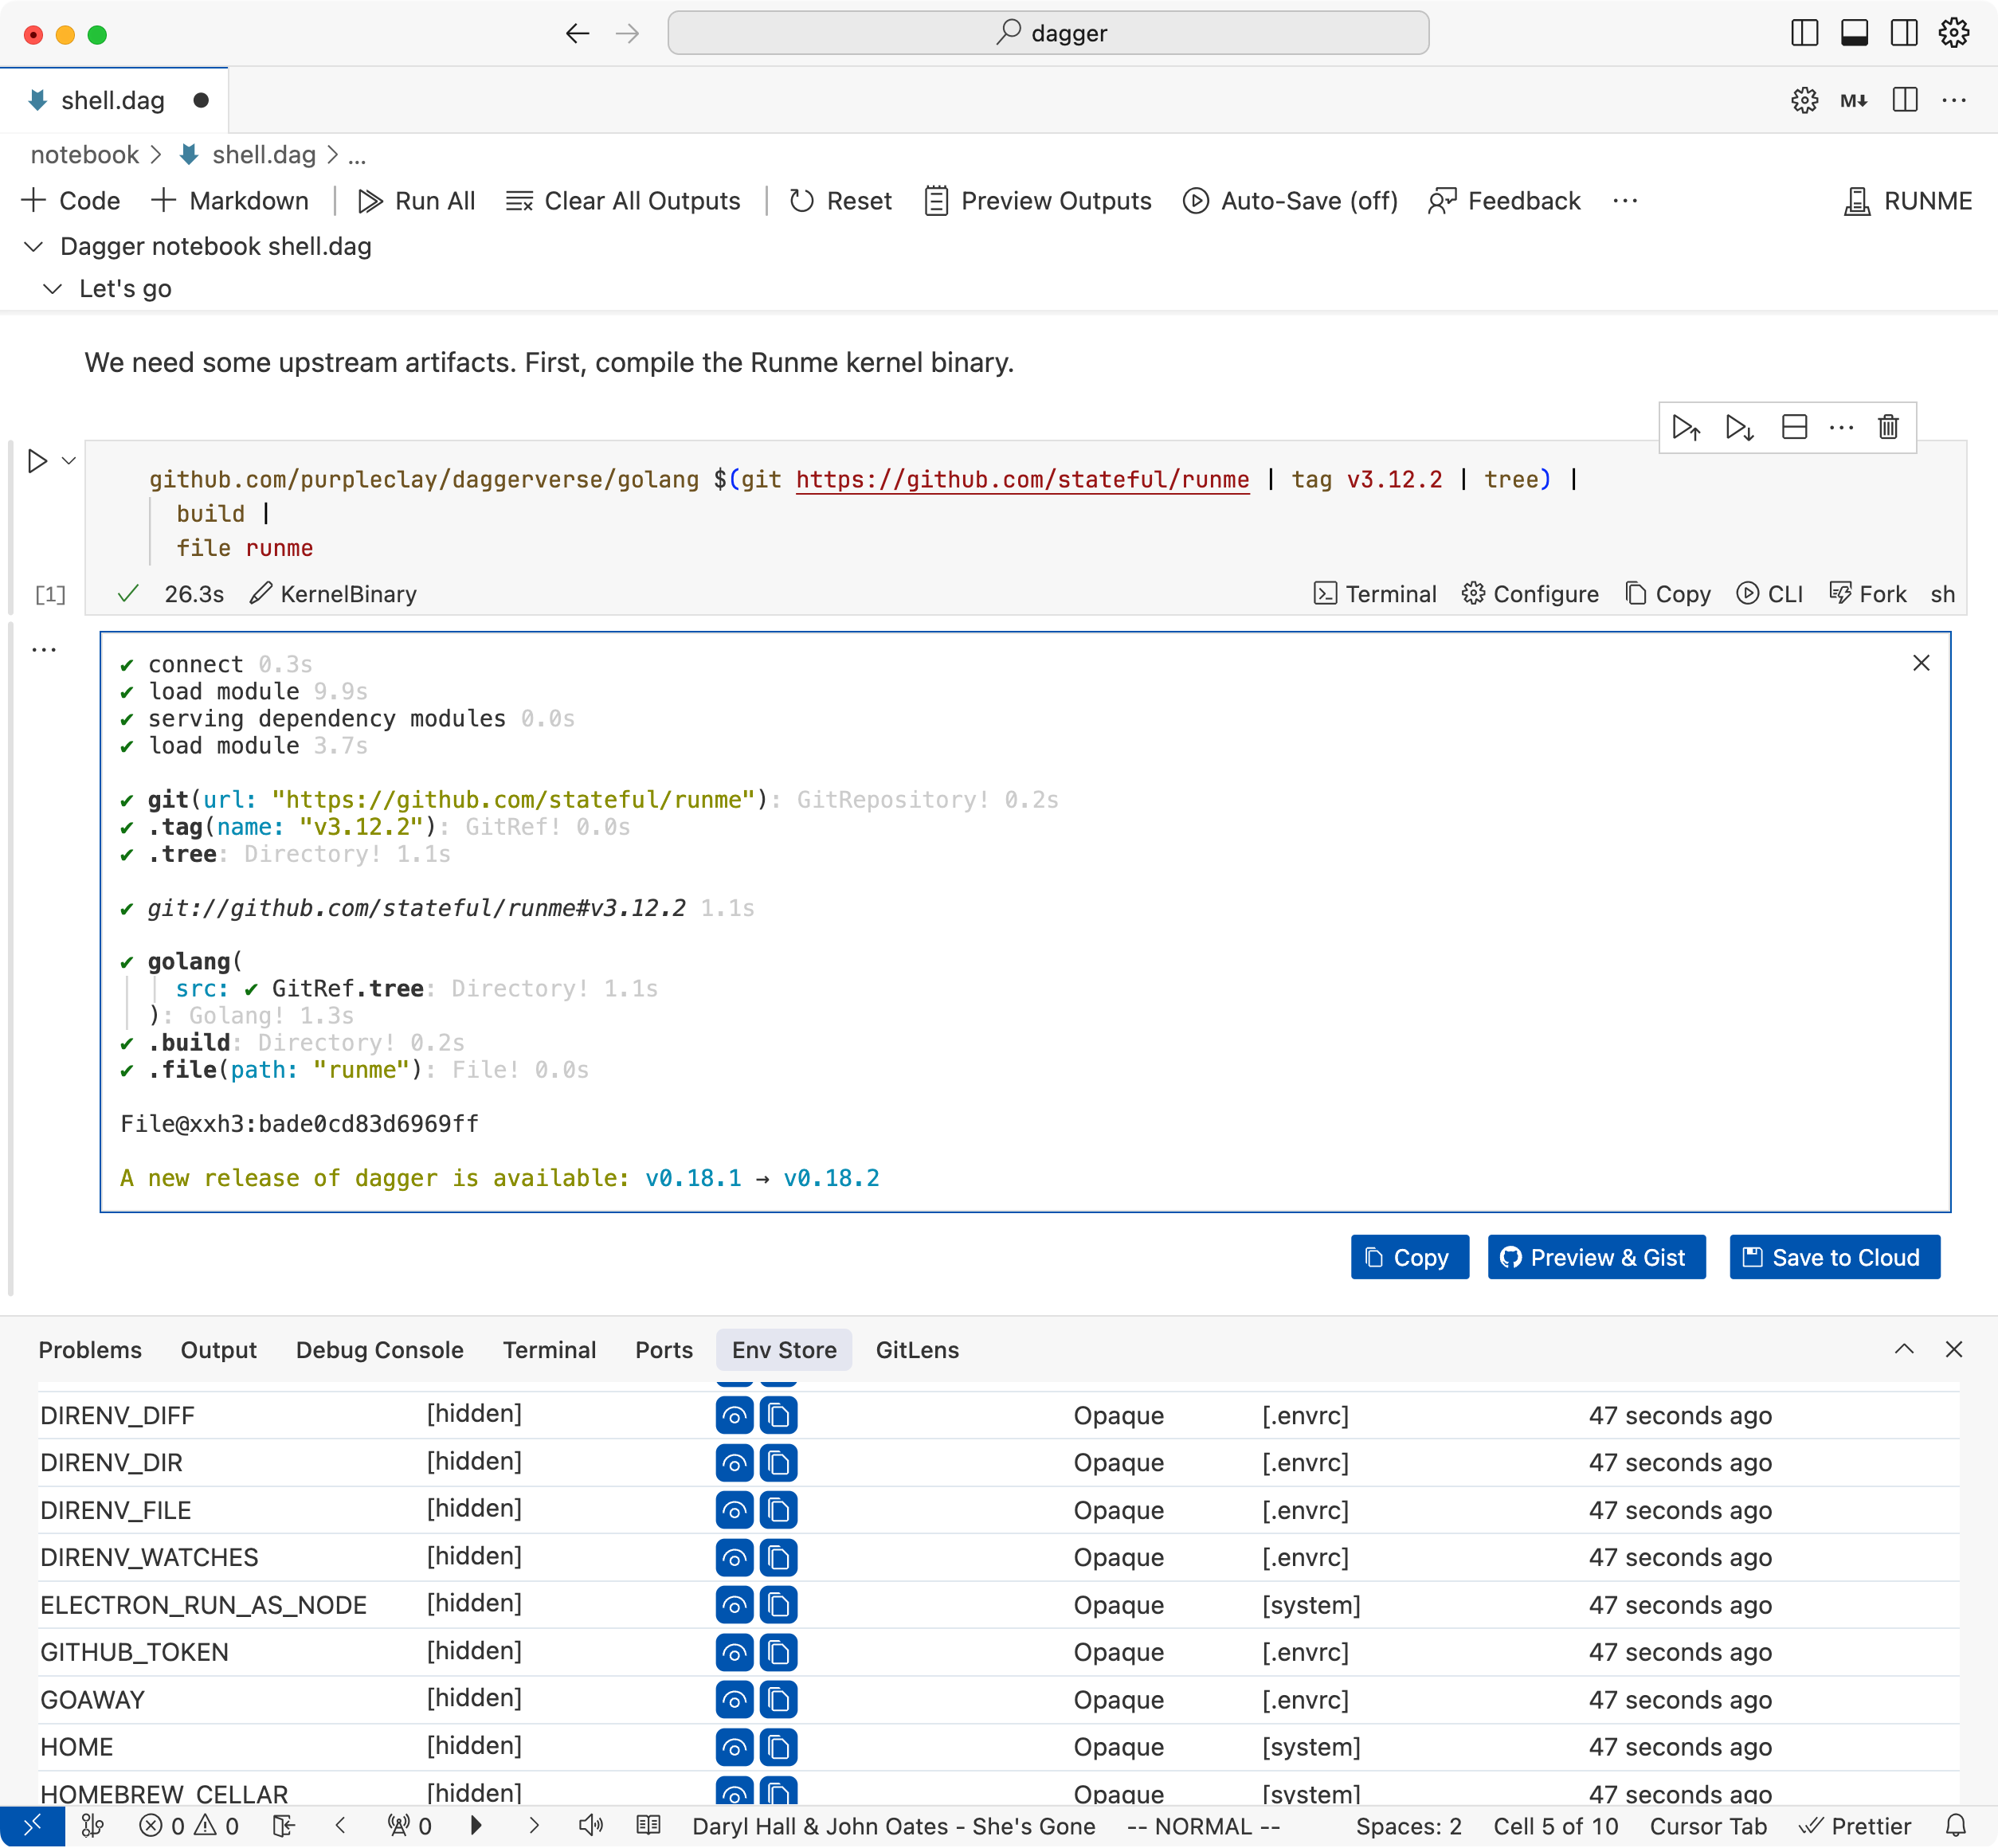 dagger
shell.dag
M↓
notebook > shell.dag > ...
Code Markdown Run All Clear All Outputs Reset Preview Outputs Auto-Save (off) Feedback ... RUNME
Dagger notebook shell.dag
Let's go
We need some upstream artifacts. First, compile the Runme kernel binary.
github.com/purpleclay/daggerverse/golang $(git https://github.com/stateful/runme | tag v3.12.2 | tree) |
build |
file runme
[1] ✓ 26.3s KernelBinary Terminal Configure Copy CLI Fork sh
...
✔ connect 0.3s
✔ load module 9.9s
✔ serving dependency modules 0.0s
✔ load module 3.7s
✔ git(url: "https://github.com/stateful/runme"): GitRepository! 0.2s
✔ .tag(name: "v3.12.2"): GitRef! 0.0s
✔ .tree: Directory! 1.1s
✔ git://github.com/stateful/runme#v3.12.2 1.1s
✔ golang(
src: ✔ GitRef.tree: Directory! 1.1s
): Golang! 1.3s
✔ .build: Directory! 0.2s
✔ .file(path: "runme"): File! 0.0s
File@xxh3:bade0cd83d6969ff
A new release of dagger is available: v0.18.1 → v0.18.2
Copy Preview & Gist Save to Cloud
Problems Output Debug Console Terminal Ports Env Store GitLens
DIRENV_DIFF [hidden] Opaque [.envrc] 47 seconds ago
DIRENV_DIR [hidden] Opaque [.envrc] 47 seconds ago
DIRENV_FILE [hidden] Opaque [.envrc] 47 seconds ago
DIRENV_WATCHES [hidden] Opaque [.envrc] 47 seconds ago
ELECTRON_RUN_AS_NODE [hidden] Opaque [system] 47 seconds ago
GITHUB_TOKEN [hidden] Opaque [.envrc] 47 seconds ago
GOAWAY [hidden] Opaque [.envrc] 47 seconds ago
HOME [hidden] Opaque [system] 47 seconds ago
HOMEBREW_CELLAR [hidden] Opaque [system] 47 seconds ago
0 0 0 Daryl Hall & John Oates - She's Gone -- NORMAL -- Spaces: 2 Cell 5 of 10 Cursor Tab Prettier